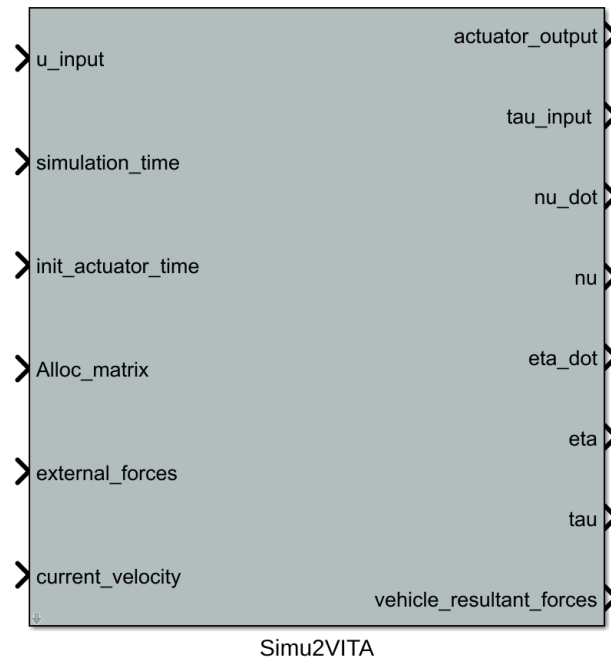 u_input
simulation_time
init_actuator_time
Alloc_matrix
external_forces
current_velocity
actuator_output
tau_input
nu_dot
nu
eta_dot
eta
tau
vehicle_resultant_forces
Simu2VITA